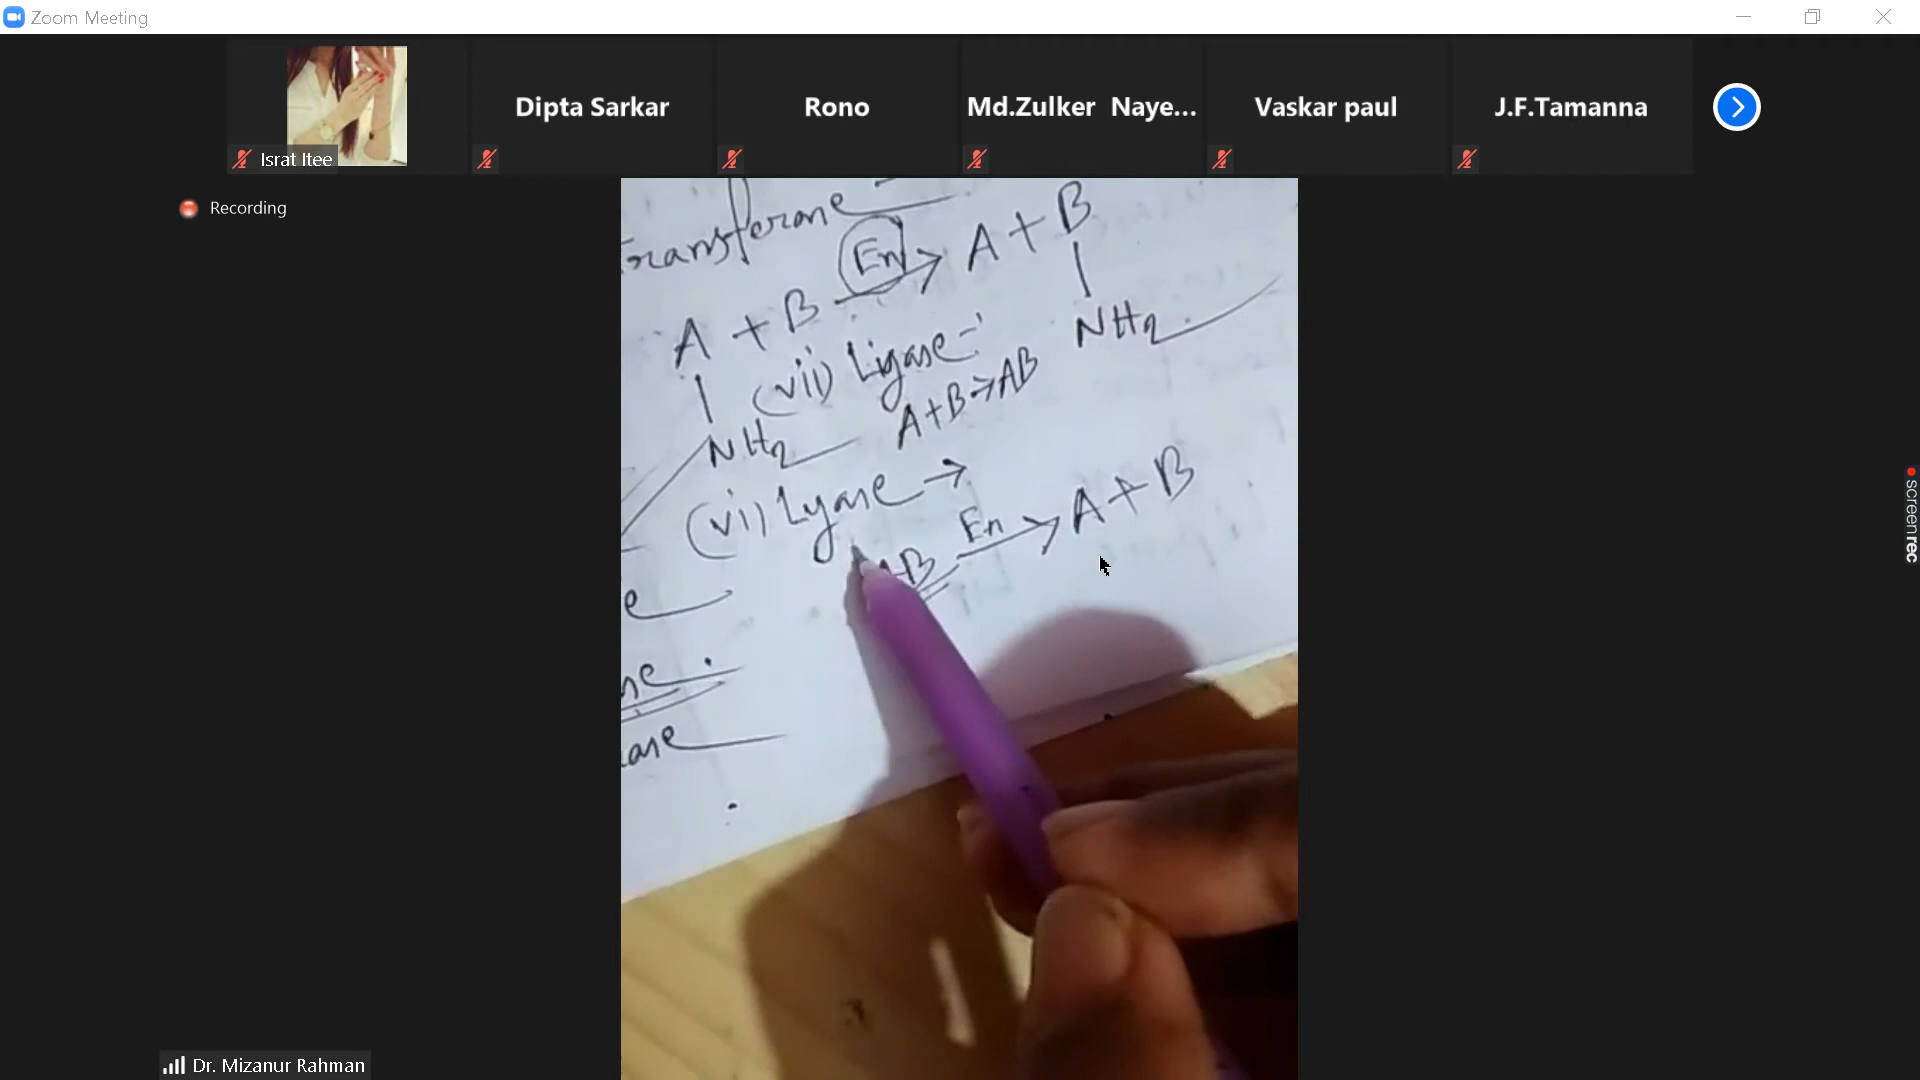 Zoom Meeting
Israt Itee
Dipta Sarkar
Rono
Md.Zulker Naye...
Vaskar paul
J.F.Tamanna
Recording
En
A + B
A + B
NH2
(vii) Ligase -
A+B→AB
NH2
(vi) Lyase →
En
A + B
B
screenrec
Dr. Mizanur Rahman